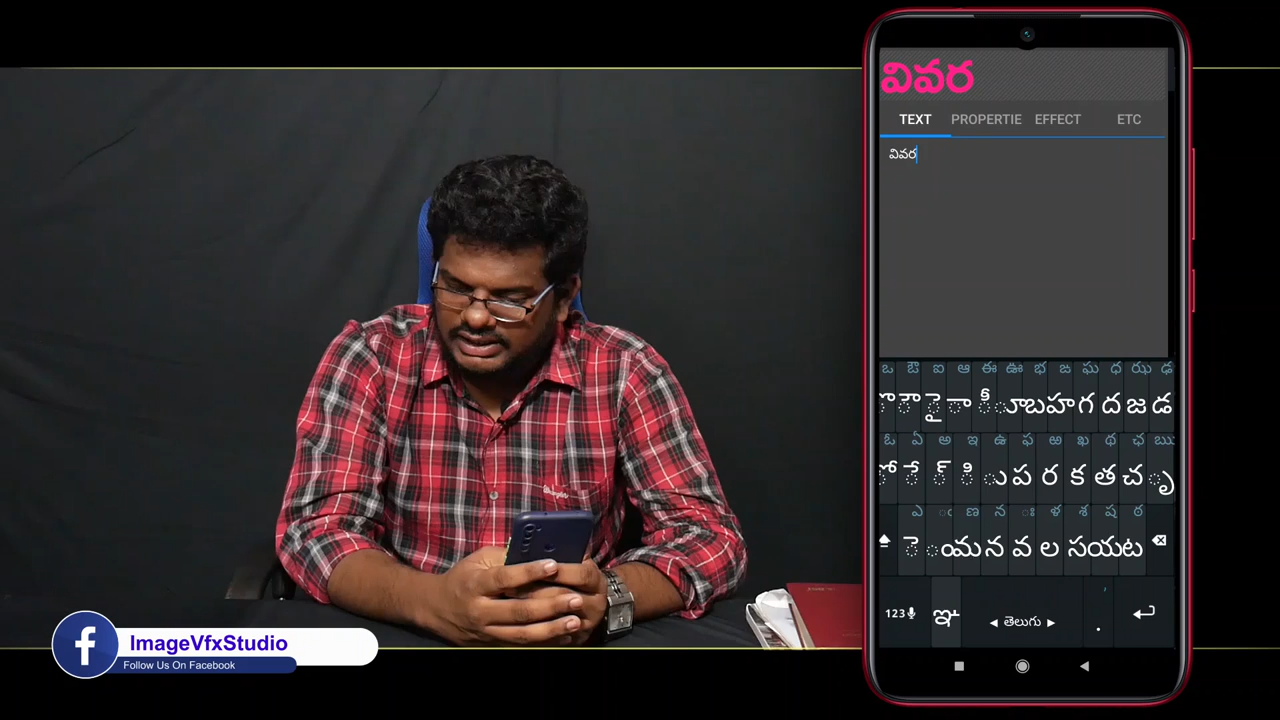 వివర
TEXT PROPERTIE EFFECT ETC
వివర
ఒ ఔ ఐ ఆ ఈ ఊ భ ఙ ఘ ధ ఝ ఢ
ొ ౌ ై ా ీ ూ బ హ గ ద జ డ
ఓ ఏ అ ఇ ఉ ఫ ఱ ఖ థ ఛ ఋ
ో ే ్ ి ు ప ర క త చ ృ
ఎ ఁ ణ న ః ళ శ ష ఠ
ె ం మ న వ ల స య ట
123 ఞ ◀ తెలుగు ▶ .
ImageVfxStudio
Follow Us On Facebook